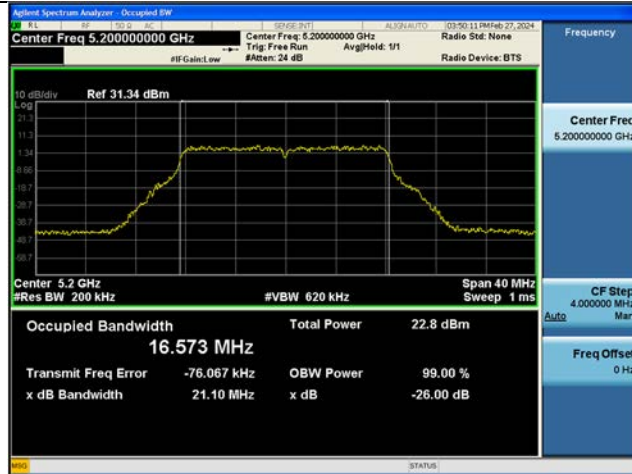 Agilent Spectrum Analyzer - Occupied BW
RL RF 50 Ω AC SENSE:INT ALIGNAUTO 03:50:11 PM Feb 27, 2024
Center Freq 5.200000000 GHz
Center Freq: 5.200000000 GHz
Radio Std: None
Trig: Free Run Avg|Hold: 1/1
#IFGain:Low #Atten: 24 dB Radio Device: BTS
Frequency
10 dB/div Ref 31.34 dBm
Log
21.3
11.3
1.34
-8.66
-18.7
-28.7
-38.7
-48.7
-58.7
Center 5.2 GHz Span 40 MHz
#Res BW 200 kHz #VBW 620 kHz Sweep 1 ms
Occupied Bandwidth Total Power 22.8 dBm
16.573 MHz
Transmit Freq Error -76.067 kHz OBW Power 99.00 %
x dB Bandwidth 21.10 MHz x dB -26.00 dB
Center Freq
5.200000000 GHz
CF Step
4.000000 MHz
Auto Man
Freq Offset
0 Hz
MSG STATUS